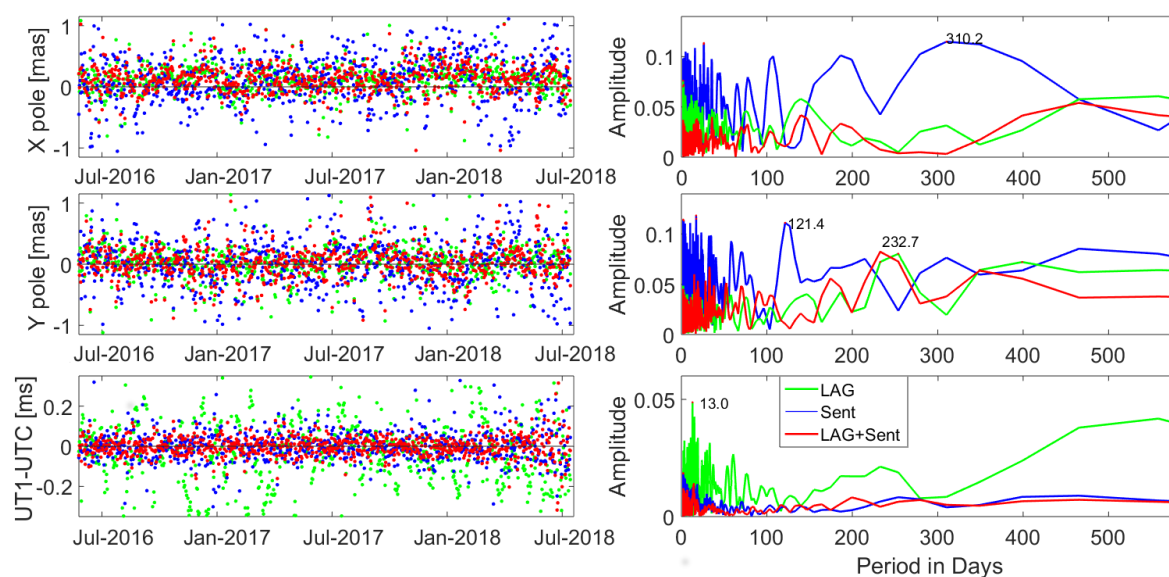 X pole [mas]
1
0
-1
Jul-2016 Jan-2017 Jul-2017 Jan-2018 Jul-2018
Amplitude
0.1
0.05
0
310.2
0 100 200 300 400 500
Y pole [mas]
1
0
-1
Jul-2016 Jan-2017 Jul-2017 Jan-2018 Jul-2018
Amplitude
0.1
0.05
0
121.4
232.7
0 100 200 300 400 500
UT1-UTC [ms]
0.2
0
-0.2
Jul-2016 Jan-2017 Jul-2017 Jan-2018 Jul-2018
Amplitude
0.05
0
13.0
LAG
Sent
LAG+Sent
0 100 200 300 400 500
Period in Days